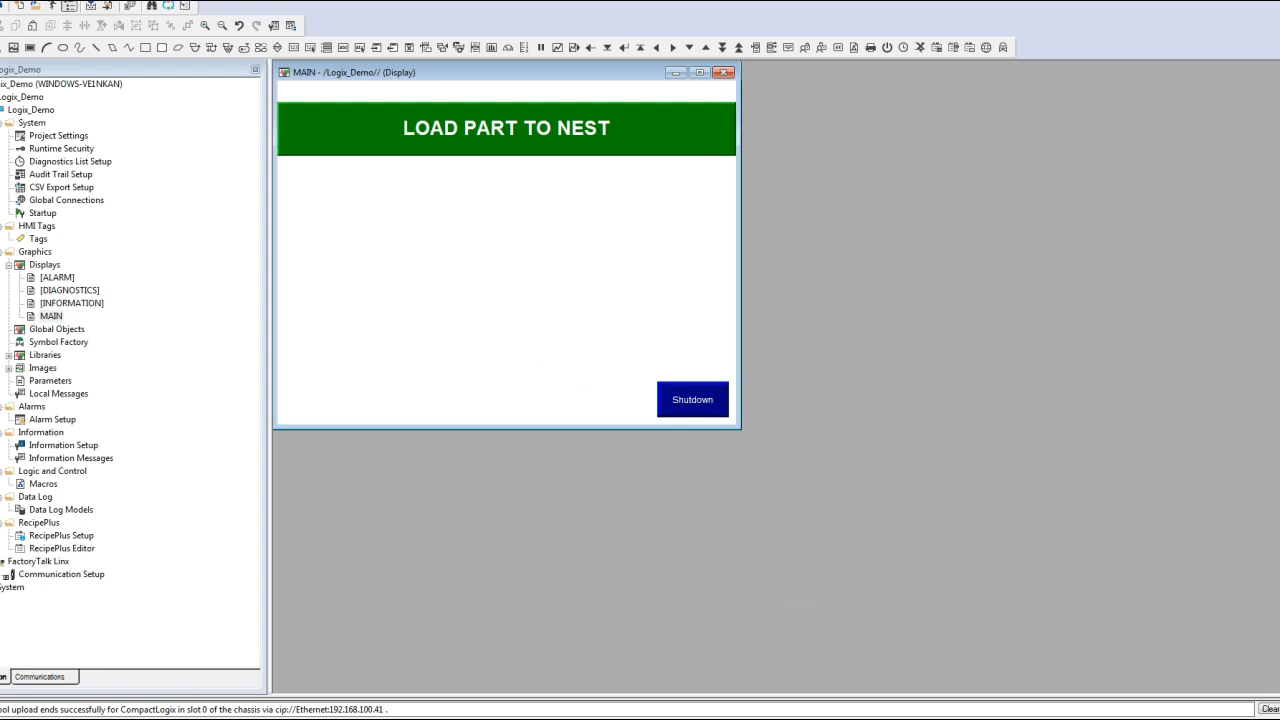 ogix_Demo
MAIN - /Logix_Demo// (Display)
ix_Demo (WINDOWS-VE1NKAN)
Logix_Demo
Logix_Demo
System
Project Settings
Runtime Security
Diagnostics List Setup
Audit Trail Setup
CSV Export Setup
Global Connections
Startup
HMI Tags
Tags
Graphics
Displays
[ALARM]
[DIAGNOSTICS]
[INFORMATION]
MAIN
Global Objects
Symbol Factory
Libraries
Images
Parameters
Local Messages
Alarms
Alarm Setup
Information
Information Setup
Information Messages
Logic and Control
Macros
Data Log
Data Log Models
RecipePlus
RecipePlus Setup
RecipePlus Editor
FactoryTalk Linx
Communication Setup
System
on
Communications
LOAD PART TO NEST
Shutdown
ool upload ends successfully for CompactLogix in slot 0 of the chassis via cip://Ethernet:192.168.100.41 .
Clear